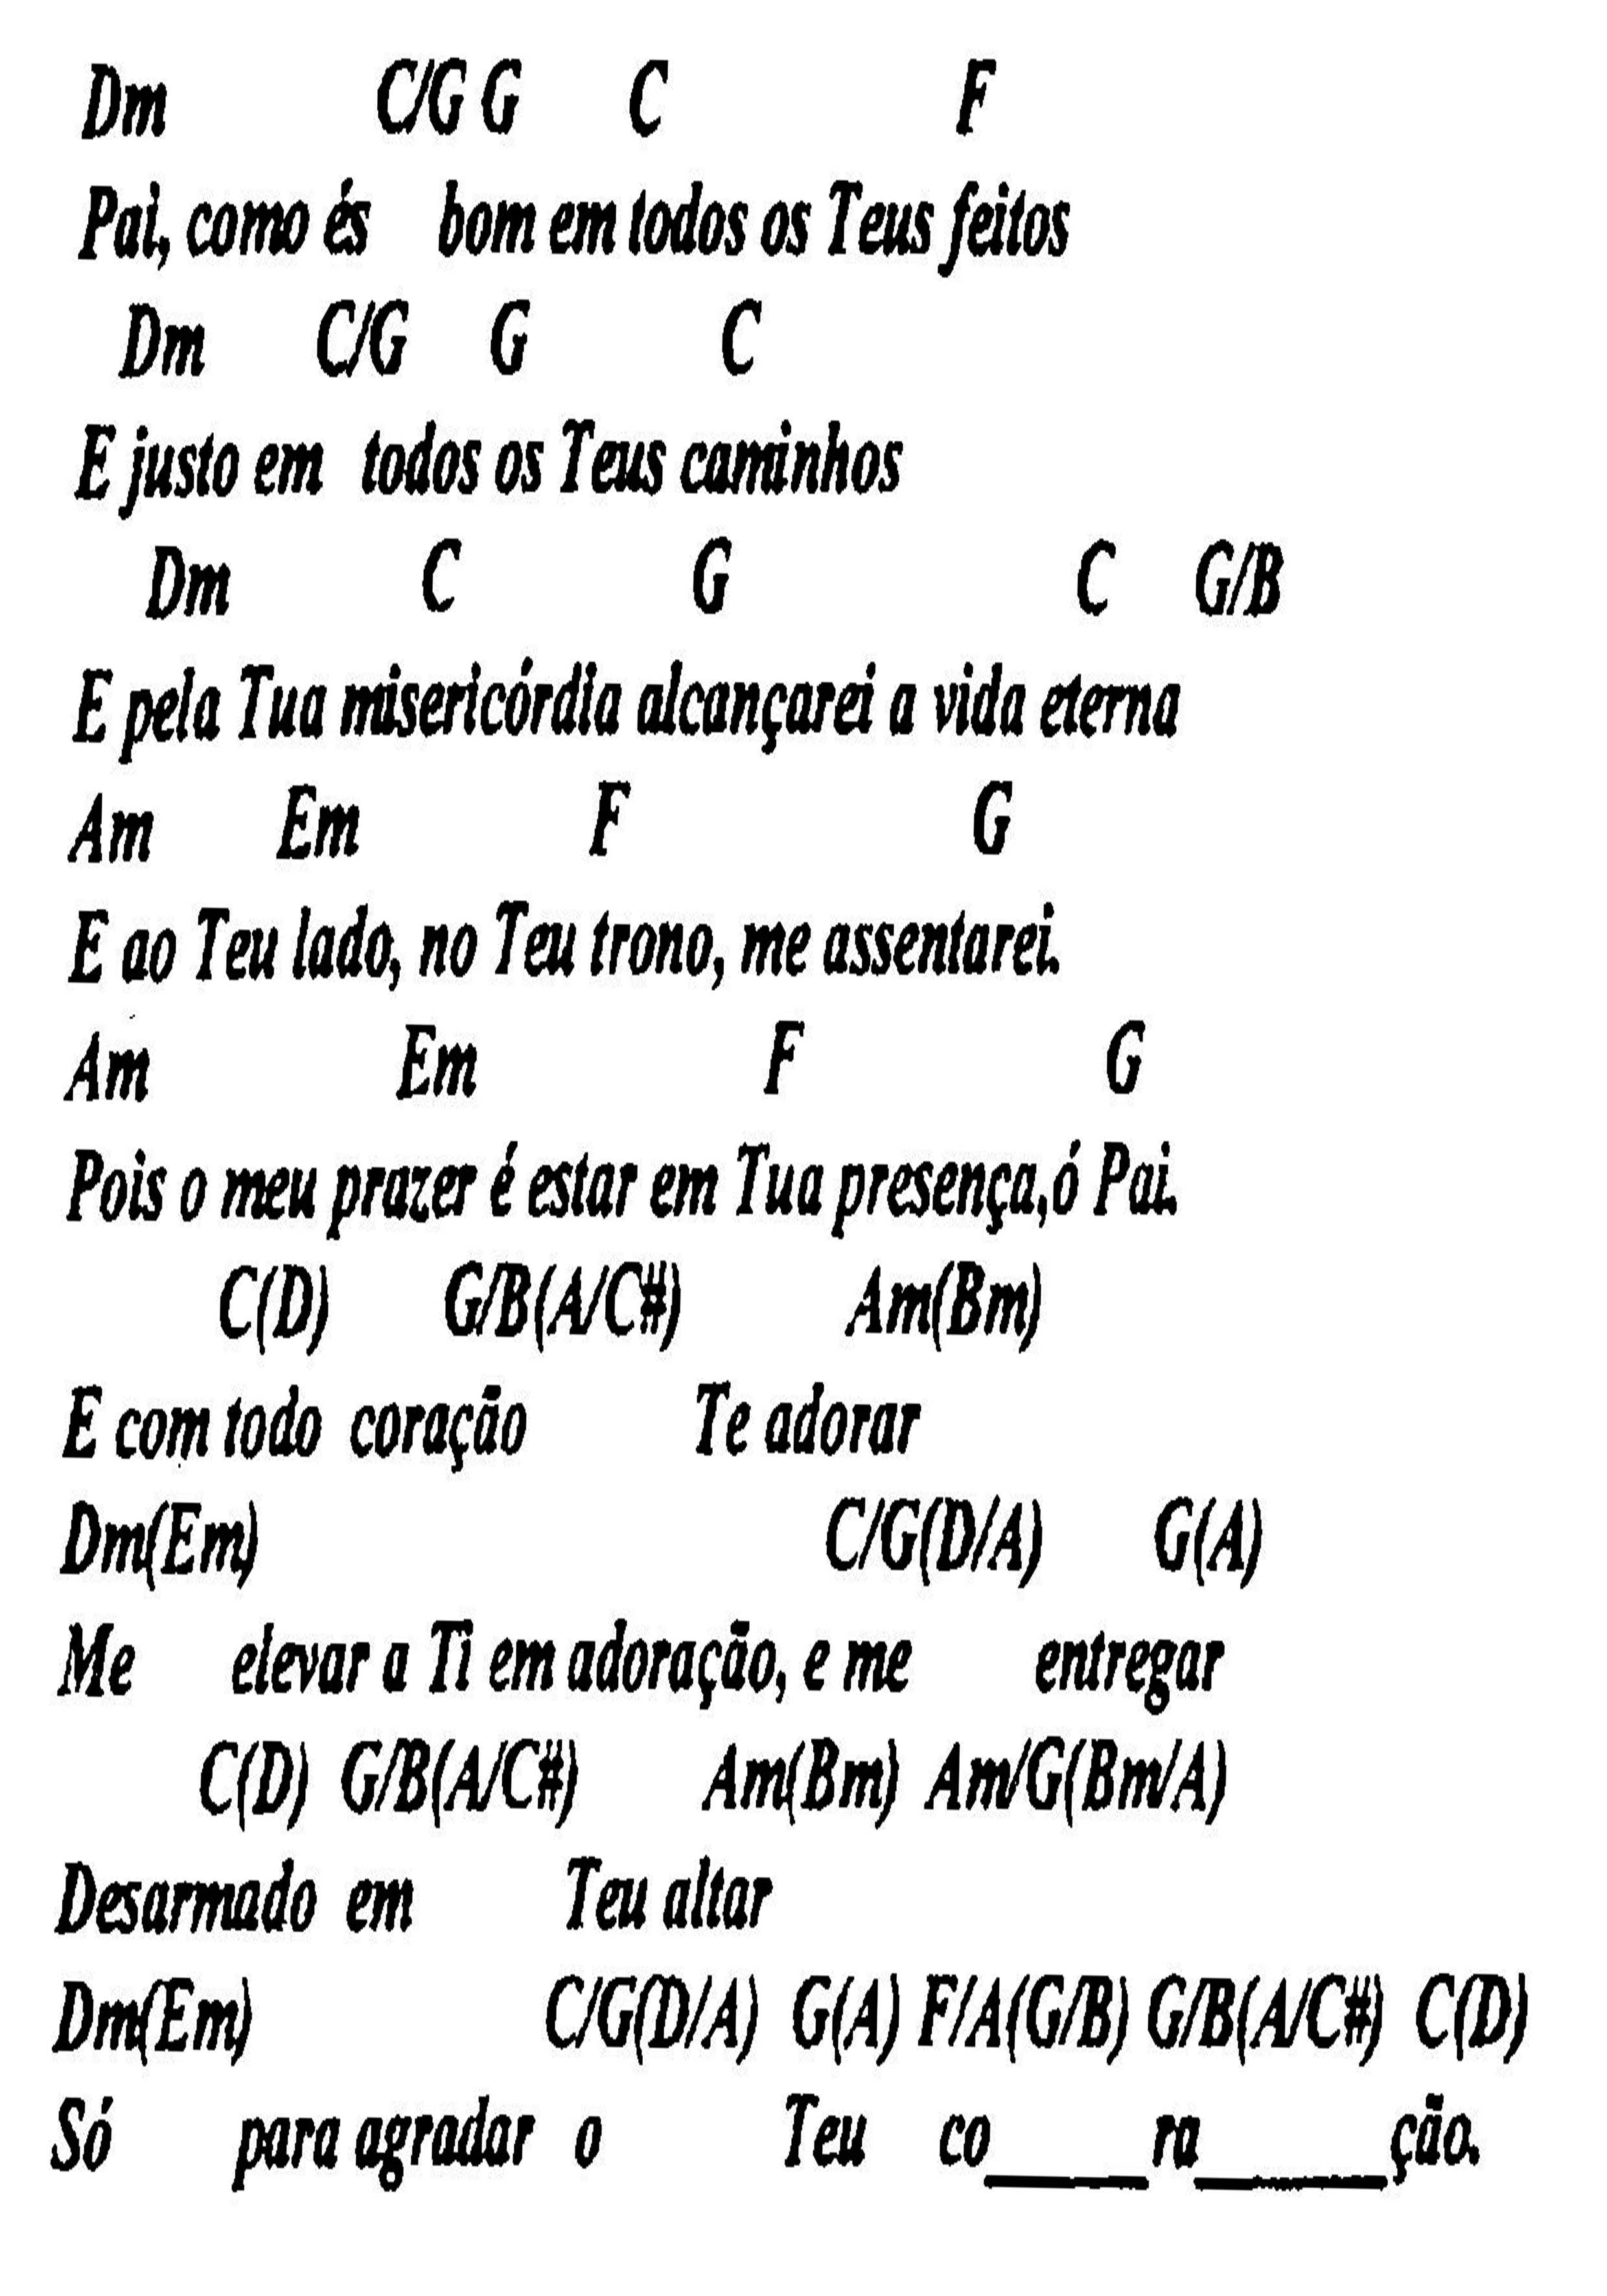 Dm C/G G C F
Pai, como és bom em todos os Teus feitos
Dm C/G G C
E justo em todos os Teus caminhos
Dm C G C G/B
E pela Tua misericórdia alcançarei a vida eterna
Am Em F G
E ao Teu lado, no Teu trono, me assentarei.
Am Em F G
Pois o meu prazer é estar em Tua presença,ó Pai.
C(D) G/B(A/C#) Am(Bm)
E com todo coração Te adorar
Dm(Em) C/G(D/A) G(A)
Me elevar a Ti em adoração, e me entregar
C(D) G/B(A/C#) Am(Bm) Am/G(Bm/A)
Desarmado em Teu altar
Dm(Em) C/G(D/A) G(A) F/A(G/B) G/B(A/C#) C(D)
Só para agradar o Teu co_____ra______ção.